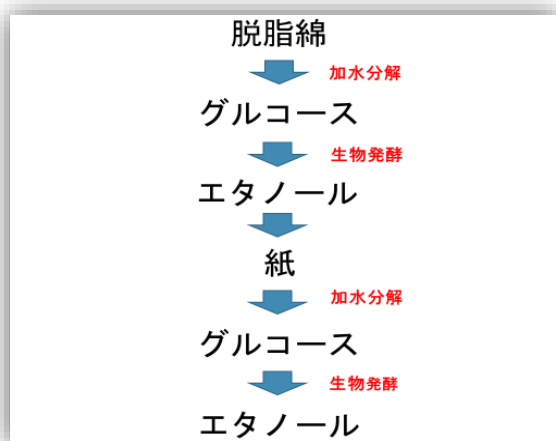 脱脂綿
加水分解
グルコース
生物発酵
エタノール
紙
加水分解
グルコース
生物発酵
エタノール